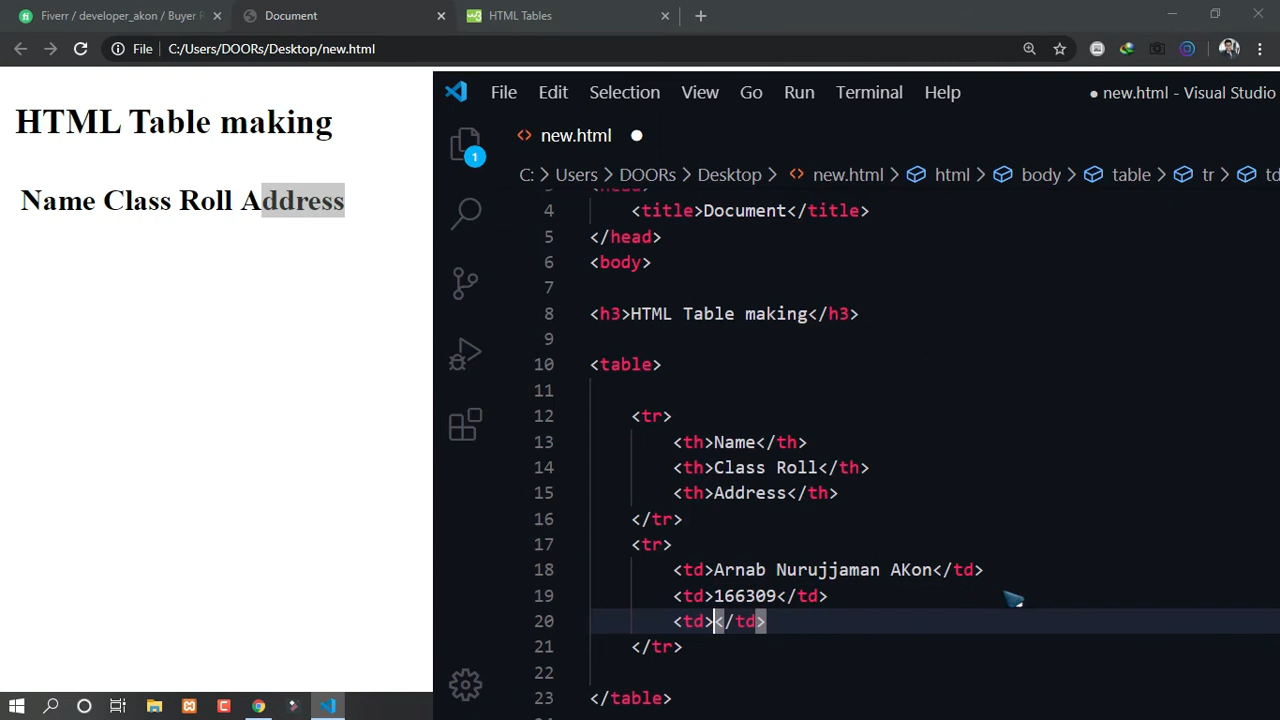 Fiverr / developer_akon / Buyer R
Document
HTML Tables
File
C:/Users/DOORs/Desktop/new.html
HTML Table making
Name Class Roll Address
File Edit Selection View Go Run Terminal Help
● new.html - Visual Studio
<> new.html ●
1
C: > Users > DOORs > Desktop > <> new.html > html > body > table > tr > td
4 <title>Document</title>
5 </head>
6 <body>
7
8 <h3>HTML Table making</h3>
9
10 <table>
11
12 <tr>
13 <th>Name</th>
14 <th>Class Roll</th>
15 <th>Address</th>
16 </tr>
17 <tr>
18 <td>Arnab Nurujjaman AKon</td>
19 <td>166309</td>
20 <td></td>
21 </tr>
22
23 </table>